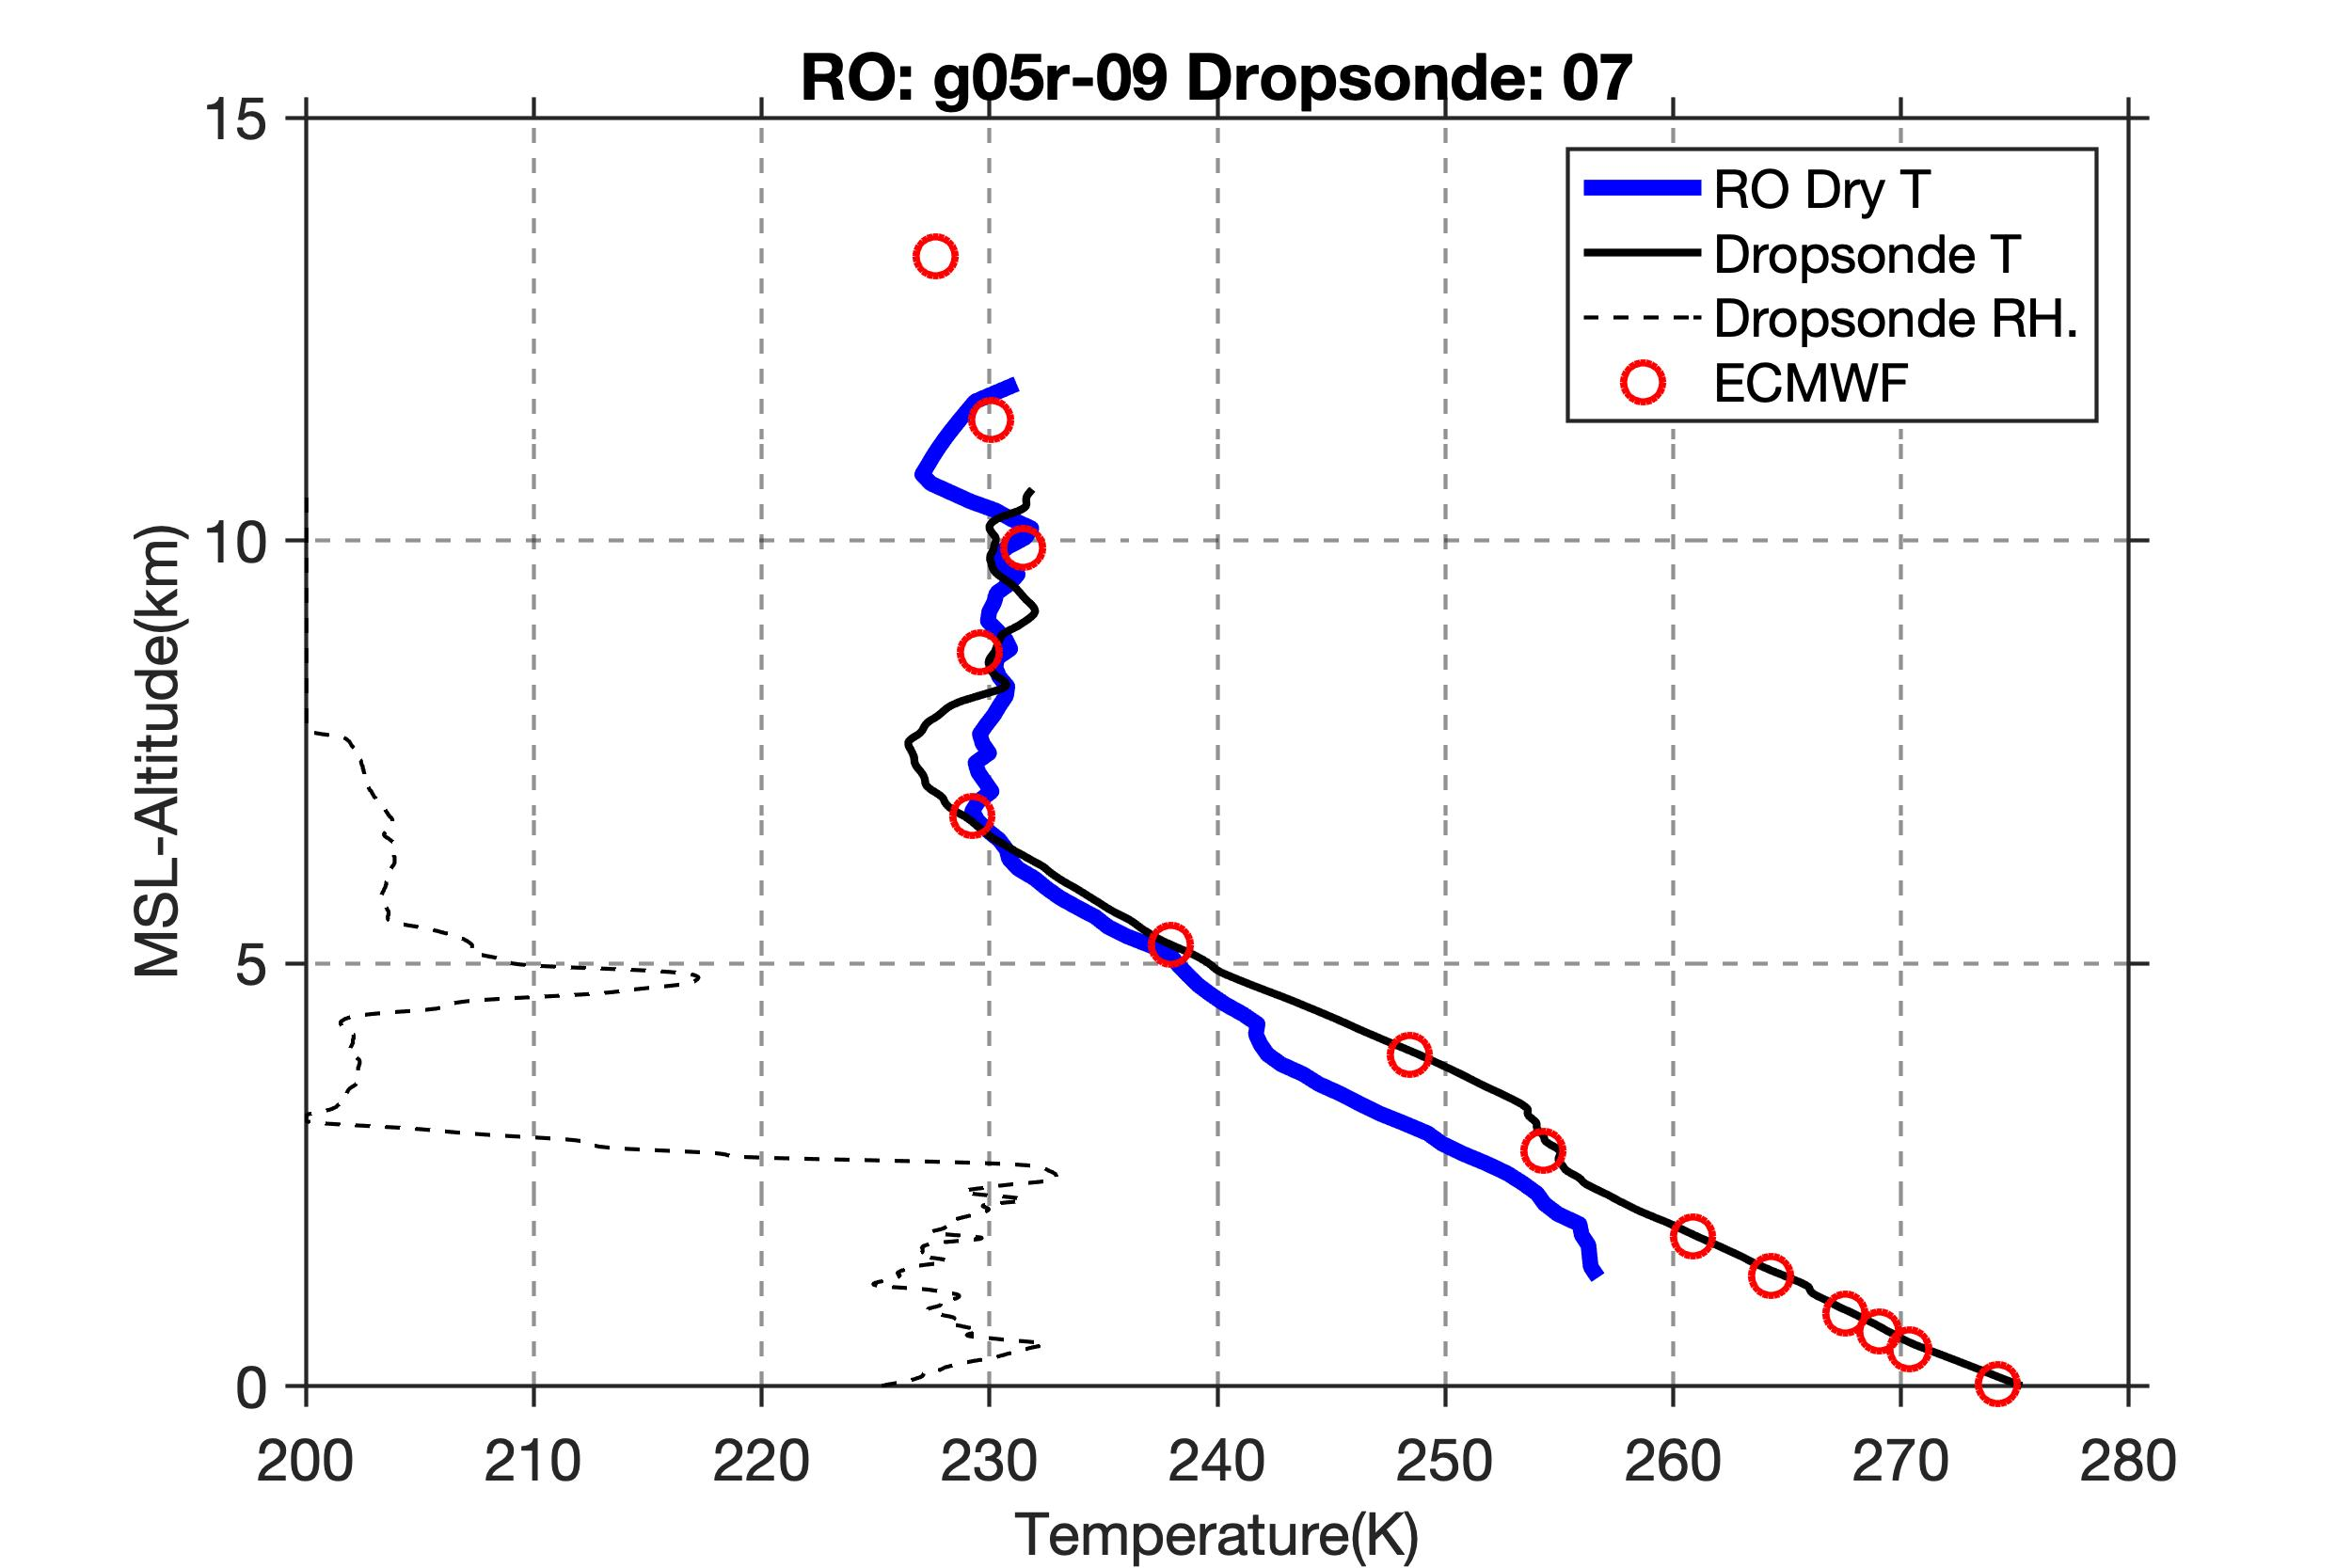 RO: g05r-09 Dropsonde: 07
15
RO Dry T
Dropsonde T
Dropsonde RH.
ECMWF
MSL-Altitude(km)
10
5
0
200 210 220 230 240 250 260 270 280
Temperature(K)